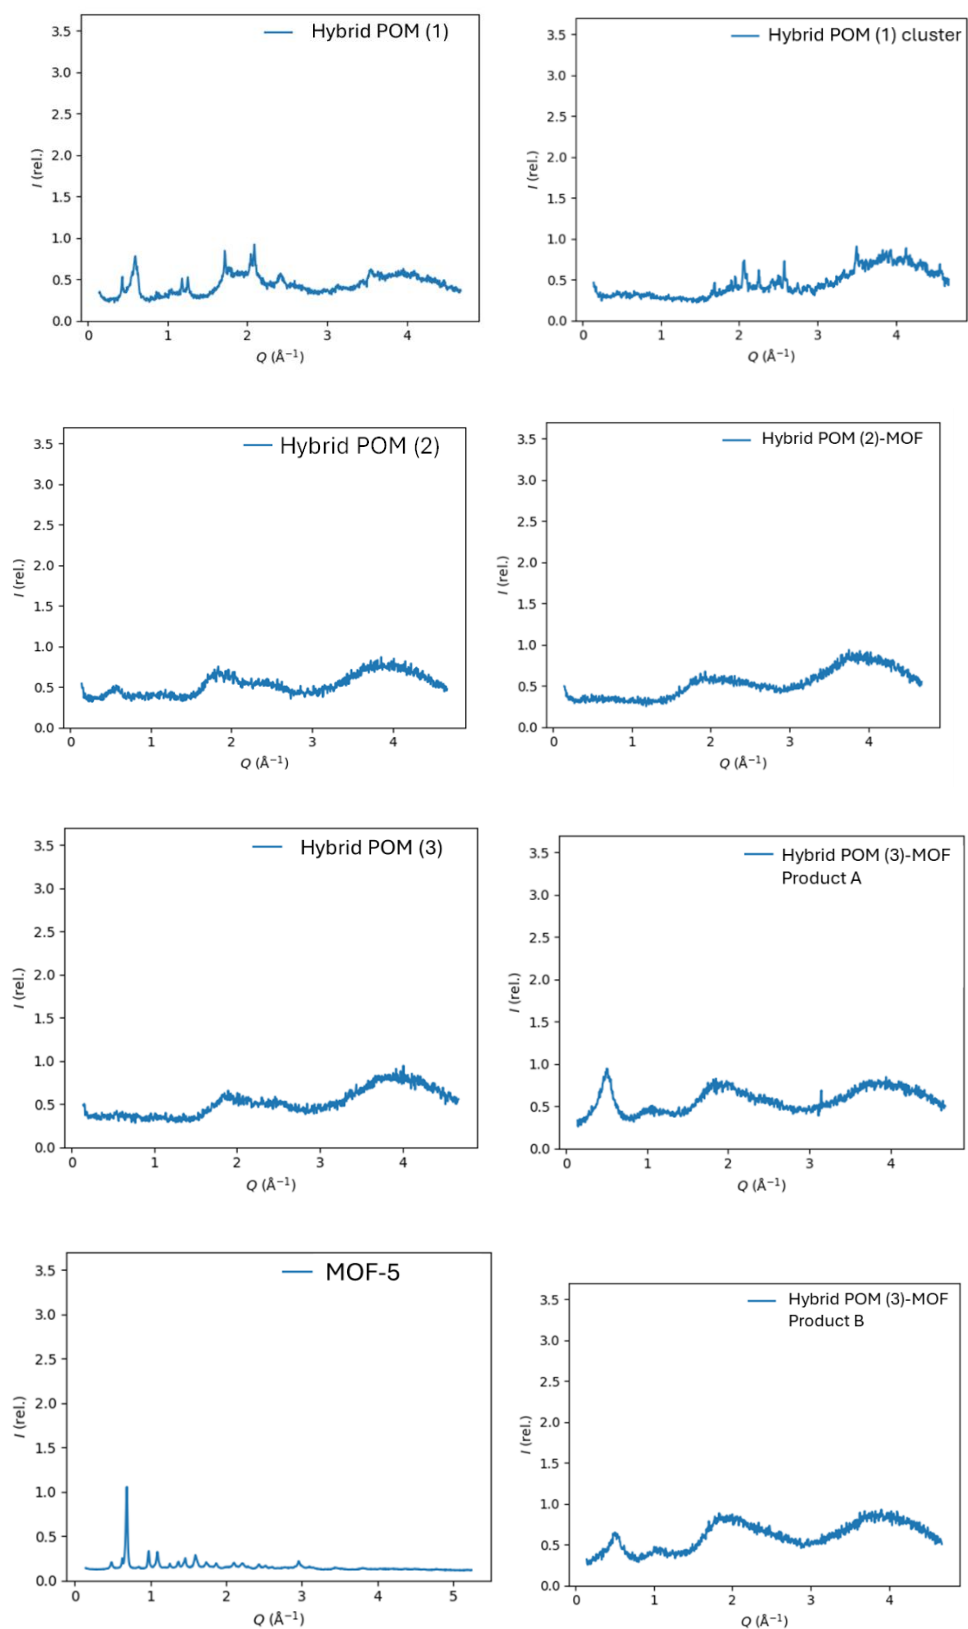 Hybrid POM (1)
3.5
3.0
2.5
2.0
1.5
1.0
0.5
0.0
I (rel.)
0 1 2 3 4
Q (Å⁻¹)
Hybrid POM (1) cluster
3.5
3.0
2.5
2.0
1.5
1.0
0.5
0.0
I (rel.)
0 1 2 3 4
Q (Å⁻¹)
Hybrid POM (2)
3.5
3.0
2.5
2.0
1.5
1.0
0.5
0.0
I (rel.)
0 1 2 3 4
Q (Å⁻¹)
Hybrid POM (2)-MOF
3.5
3.0
2.5
2.0
1.5
1.0
0.5
0.0
I (rel.)
0 1 2 3 4
Q (Å⁻¹)
Hybrid POM (3)
3.5
3.0
2.5
2.0
1.5
1.0
0.5
0.0
I (rel.)
0 1 2 3 4
Q (Å⁻¹)
Hybrid POM (3)-MOF
Product A
3.5
3.0
2.5
2.0
1.5
1.0
0.5
0.0
I (rel.)
0 1 2 3 4
Q (Å⁻¹)
MOF-5
3.5
3.0
2.5
2.0
1.5
1.0
0.5
0.0
I (rel.)
0 1 2 3 4 5
Q (Å⁻¹)
Hybrid POM (3)-MOF
Product B
3.5
3.0
2.5
2.0
1.5
1.0
0.5
0.0
I (rel.)
0 1 2 3 4
Q (Å⁻¹)